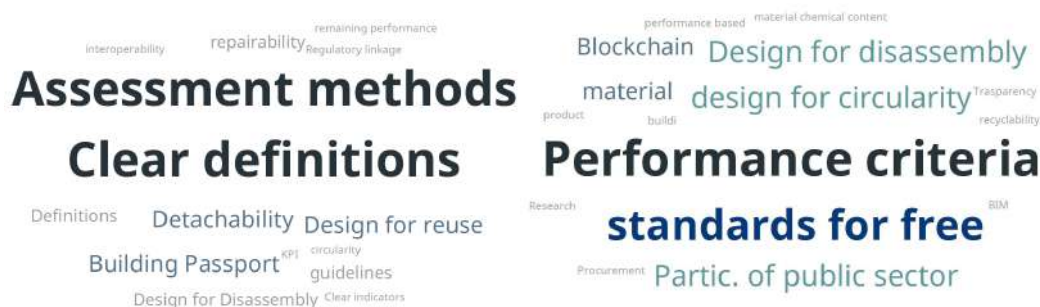 remaining performance
interoperability repairability Regulatory linkage
Assessment methods
Clear definitions
Definitions Detachability Design for reuse
Building Passport KPI circularity
guidelines
Design for Disassembly Clear indicators
performance based material chemical content
Blockchain Design for disassembly
material design for circularity Trasparency
product buildi recyclability
Performance criteria
Research standards for free BIM
Procurement Partic. of public sector